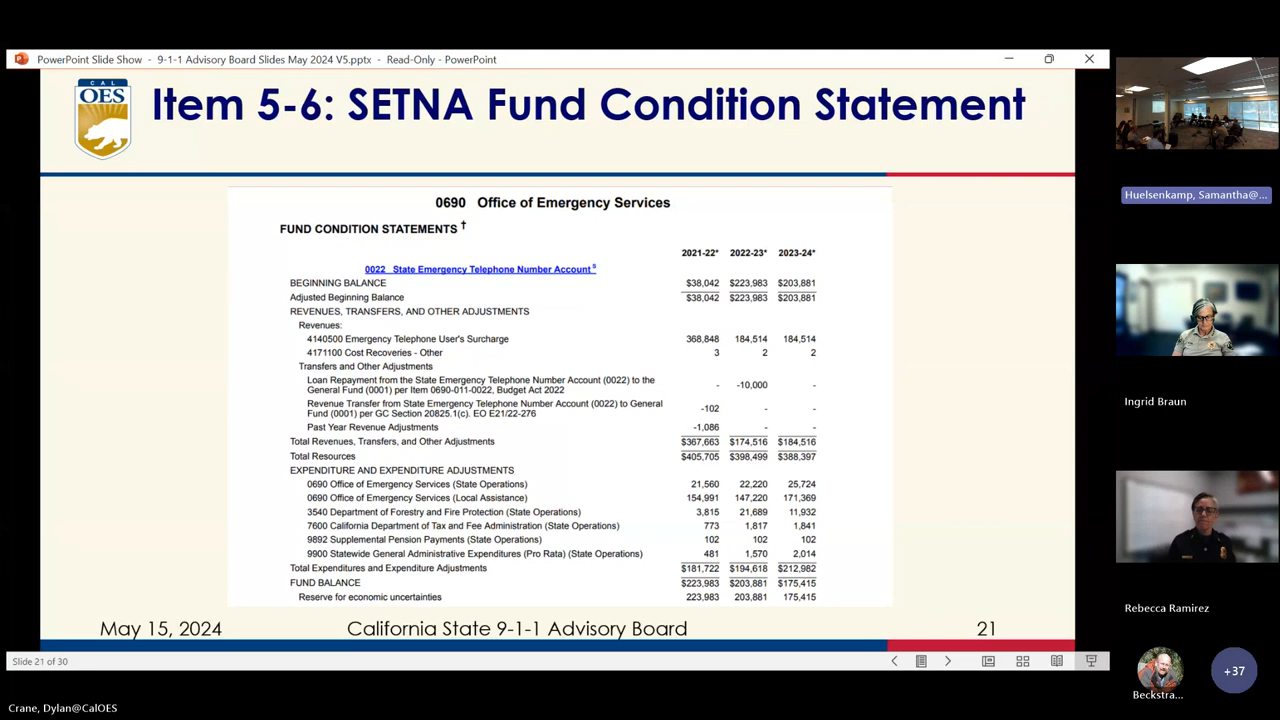 PowerPoint Slide Show - 9-1-1 Advisory Board Slides May 2024 V5.pptx - Read-Only - PowerPoint
CAL
OES
Item 5-6: SETNA Fund Condition Statement
0690 Office of Emergency Services
FUND CONDITION STATEMENTS †
2021-22* 2022-23* 2023-24*
0022 State Emergency Telephone Number Account s
BEGINNING BALANCE $38,042 $223,983 $203,881
Adjusted Beginning Balance $38,042 $223,983 $203,881
REVENUES, TRANSFERS, AND OTHER ADJUSTMENTS
Revenues:
4140500 Emergency Telephone User's Surcharge 368,848 184,514 184,514
4171100 Cost Recoveries - Other 3 2 2
Transfers and Other Adjustments
Loan Repayment from the State Emergency Telephone Number Account (0022) to the
General Fund (0001) per Item 0690-011-0022, Budget Act 2022 - -10,000 -
Revenue Transfer from State Emergency Telephone Number Account (0022) to General
Fund (0001) per GC Section 20825.1(c). EO E21/22-276 -102 - -
Past Year Revenue Adjustments -1,086 - -
Total Revenues, Transfers, and Other Adjustments $367,663 $174,516 $184,516
Total Resources $405,705 $398,499 $388,397
EXPENDITURE AND EXPENDITURE ADJUSTMENTS
0690 Office of Emergency Services (State Operations) 21,560 22,220 25,724
0690 Office of Emergency Services (Local Assistance) 154,991 147,220 171,369
3540 Department of Forestry and Fire Protection (State Operations) 3,815 21,689 11,932
7600 California Department of Tax and Fee Administration (State Operations) 773 1,817 1,841
9892 Supplemental Pension Payments (State Operations) 102 102 102
9900 Statewide General Administrative Expenditures (Pro Rata) (State Operations) 481 1,570 2,014
Total Expenditures and Expenditure Adjustments $181,722 $194,618 $212,982
FUND BALANCE $223,983 $203,881 $175,415
Reserve for economic uncertainties 223,983 203,881 175,415
May 15, 2024 California State 9-1-1 Advisory Board 21
Slide 21 of 30
Crane, Dylan@CalOES
Huelsenkamp, Samantha@...
Ingrid Braun
Rebecca Ramirez
Beckstra...
+37